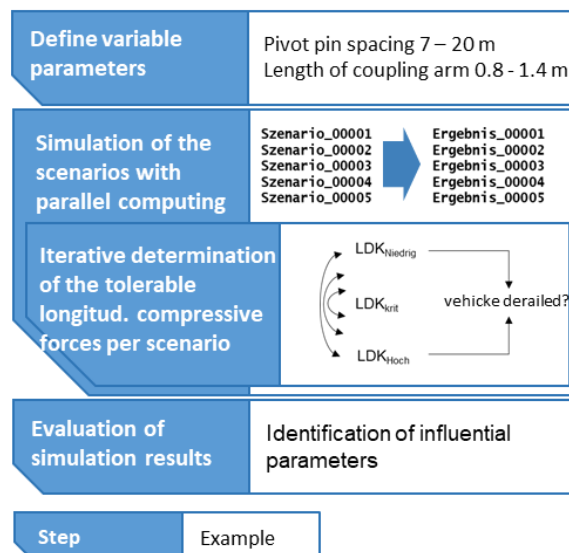 Define variable
parameters
Pivot pin spacing 7 – 20 m
Length of coupling arm 0.8 - 1.4 m
Simulation of the
scenarios with
parallel computing
Szenario_00001
Szenario_00002
Szenario_00003
Szenario_00004
Szenario_00005
Ergebnis_00001
Ergebnis_00002
Ergebnis_00003
Ergebnis_00004
Ergebnis_00005
Iterative determination
of the tolerable
longitud. compressive
forces per scenario
LDKNiedrig
LDKkrit
LDKHoch
vehicke derailed?
Evaluation of
simulation results
Identification of influential
parameters
Step
Example